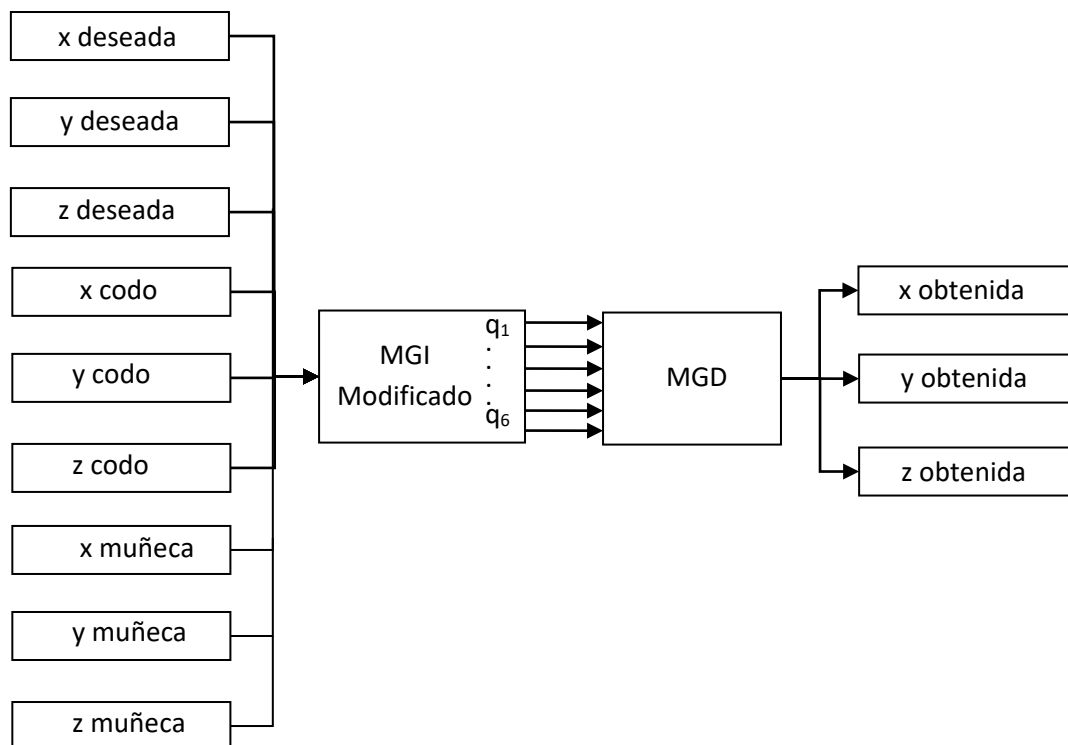 x deseada
y deseada
z deseada
x codo
y codo
z codo
x muñeca
y muñeca
z muñeca
MGI
Modificado
q1
.
.
.
.
q6
MGD
x obtenida
y obtenida
z obtenida